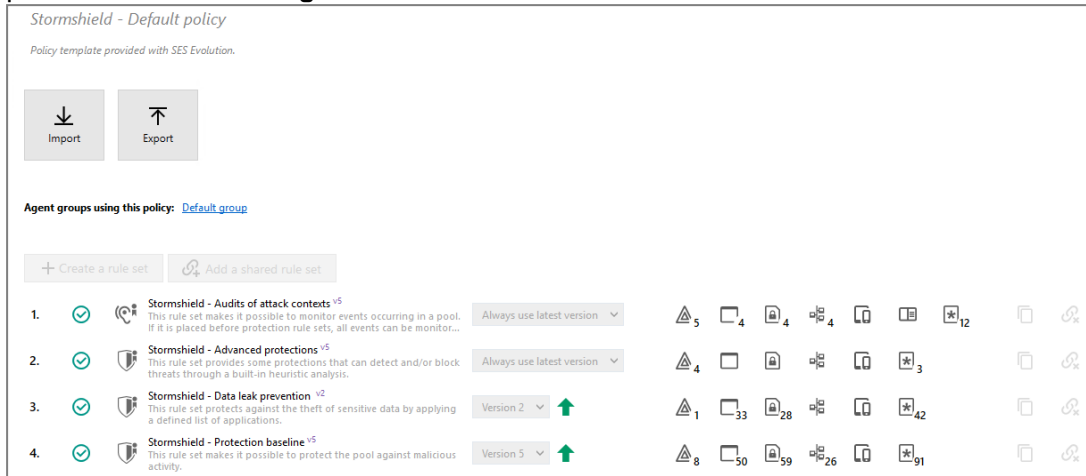 Stormshield - Default policy
Policy template provided with SES Evolution.
Import
Export
Agent groups using this policy: Default group
Create a rule set
Add a shared rule set
1.
Stormshield - Audits of attack contexts v5
This rule set makes it possible to monitor events occurring in a pool.
If it is placed before protection rule sets, all events can be monitor...
Always use latest version
5
4
4
4
12
2.
Stormshield - Advanced protections v5
This rule set provides some protections that can detect and/or block
threats through a built-in heuristic analysis.
Always use latest version
4
3
3.
Stormshield - Data leak prevention v2
This rule set protects against the theft of sensitive data by applying
a defined list of applications.
Version 2
1
33
28
42
4.
Stormshield - Protection baseline v5
This rule set makes it possible to protect the pool against malicious
activity.
Version 5
8
50
59
26
91